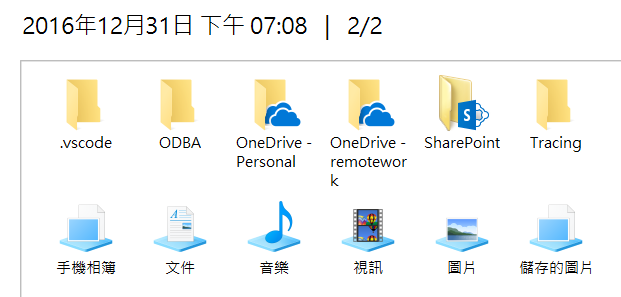 2016年12月31日 下午 07:08 | 2/2
.vscode
ODBA
OneDrive -
Personal
OneDrive -
remotewor
k
SharePoint
Tracing
手機相簿
文件
音樂
視訊
圖片
儲存的圖片